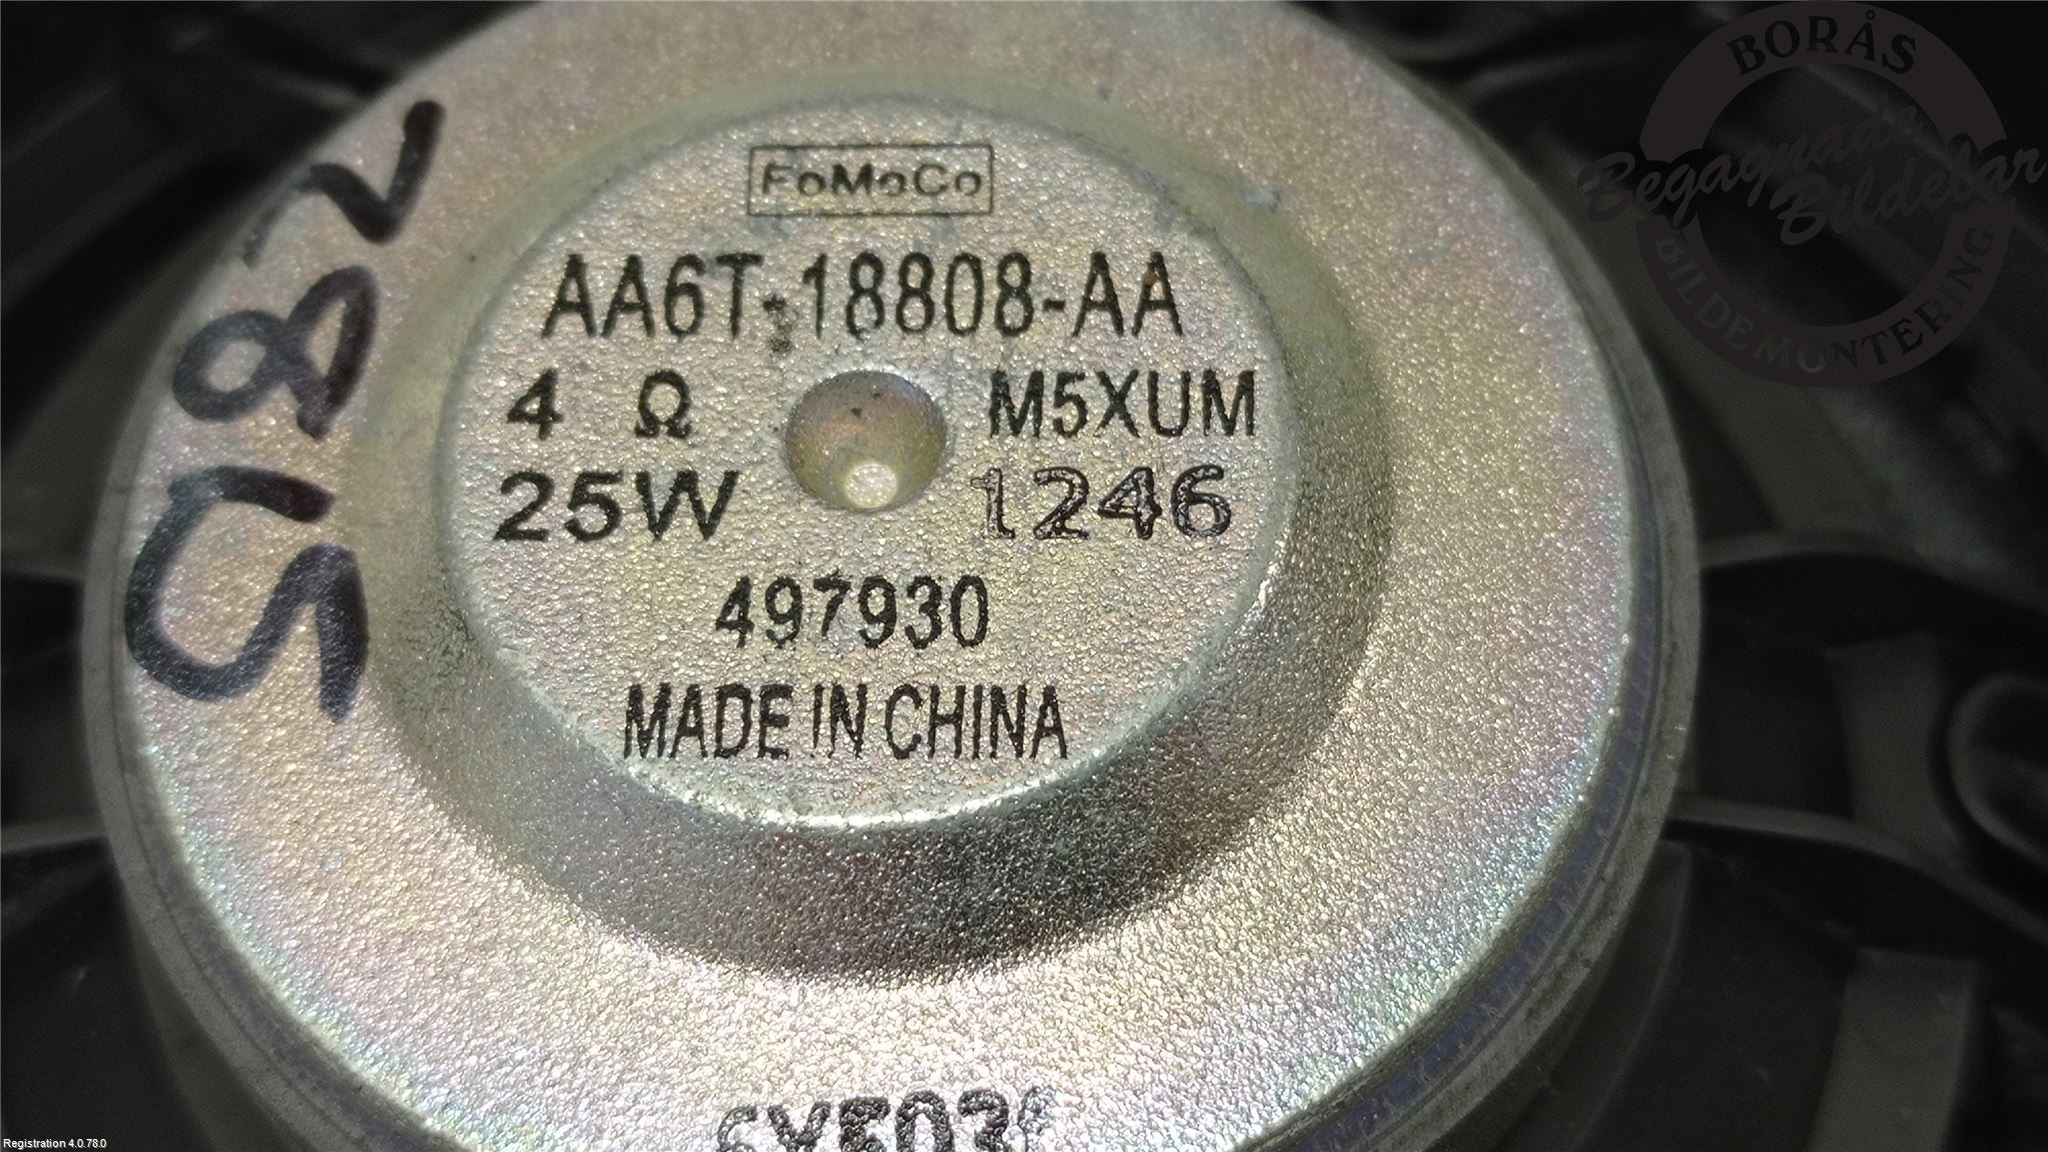 FoMoCo
AA6T-18808-AA
4 Ω M5XUM
25W 1246
497930
MADE IN CHINA
BORÅS
Begagnade
Bildelar
BILDEMONTERING
Registration 4.0.78.0